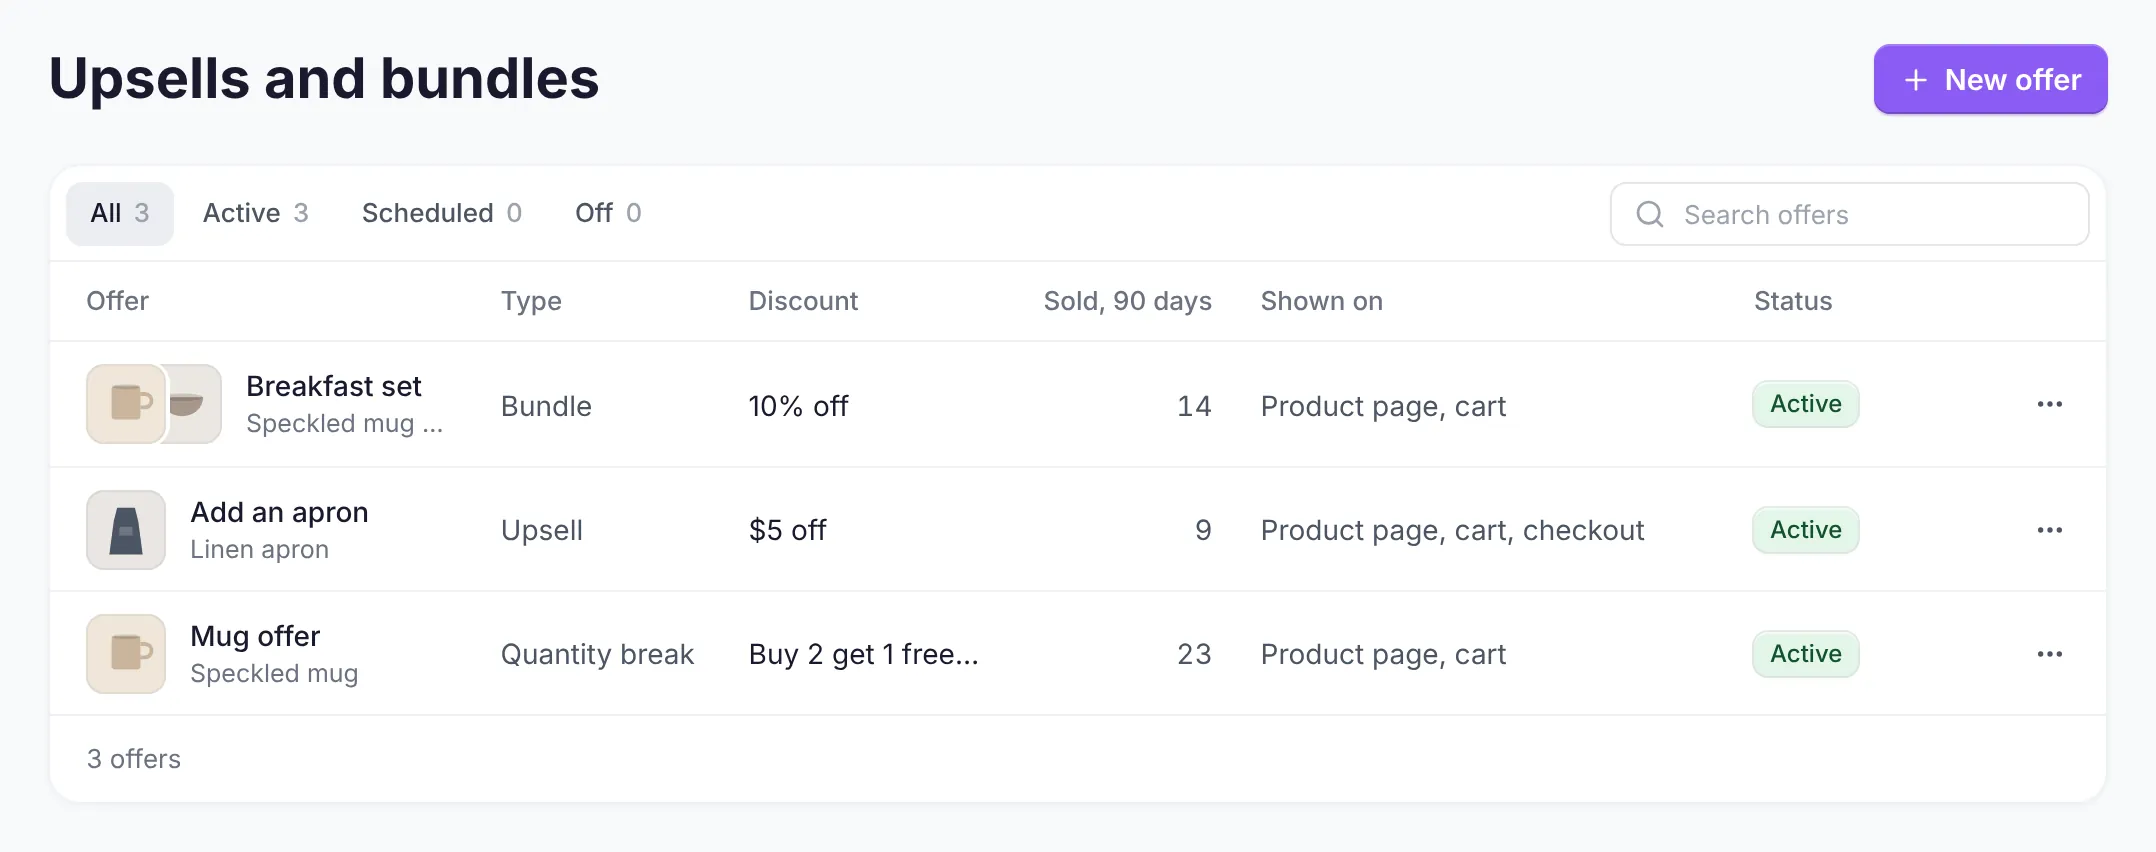 Upsells and bundles
New offer
All 3 Active 3 Scheduled 0 Off 0 Search offers
Offer Type Discount Sold, 90 days Shown on Status
Breakfast set
Speckled mug ...
Bundle 10% off 14 Product page, cart Active
Add an apron
Linen apron
Upsell $5 off 9 Product page, cart, checkout Active
Mug offer
Speckled mug
Quantity break Buy 2 get 1 free... 23 Product page, cart Active
3 offers